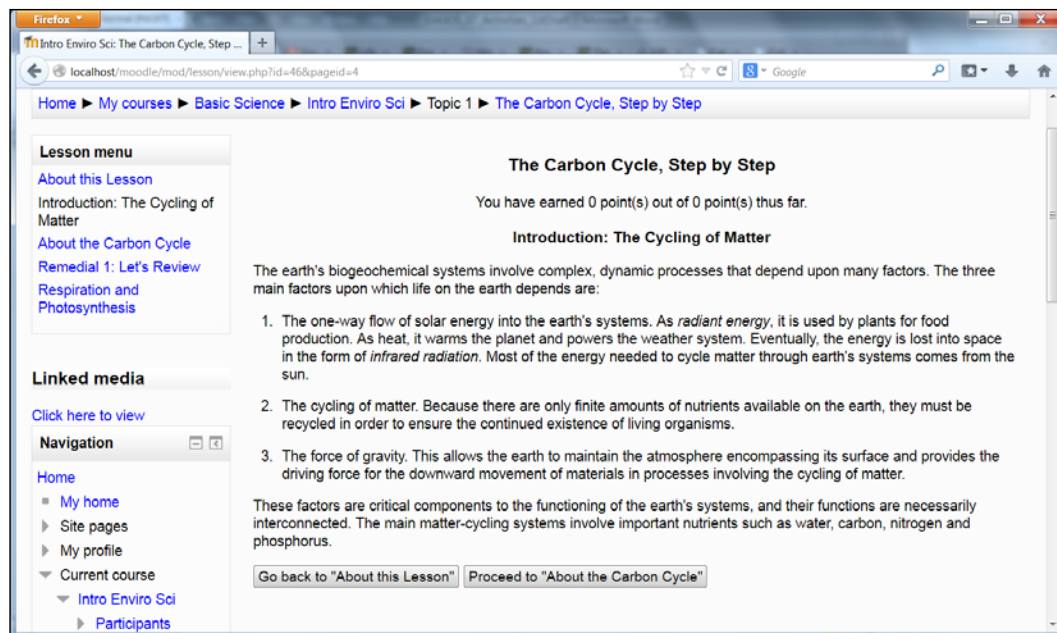 Firefox
Intro Enviro Sci: The Carbon Cycle, Step ...
localhost/moodle/mod/lesson/view.php?id=46&pageid=4
Google
Home ► My courses ► Basic Science ► Intro Enviro Sci ► Topic 1 ► The Carbon Cycle, Step by Step
Lesson menu
About this Lesson
Introduction: The Cycling of
Matter
About the Carbon Cycle
Remedial 1: Let's Review
Respiration and
Photosynthesis
Linked media
Click here to view
Navigation
Home
My home
Site pages
My profile
Current course
Intro Enviro Sci
Participants
The Carbon Cycle, Step by Step
You have earned 0 point(s) out of 0 point(s) thus far.
Introduction: The Cycling of Matter
The earth's biogeochemical systems involve complex, dynamic processes that depend upon many factors. The three
main factors upon which life on the earth depends are:
1. The one-way flow of solar energy into the earth's systems. As radiant energy, it is used by plants for food
production. As heat, it warms the planet and powers the weather system. Eventually, the energy is lost into space
in the form of infrared radiation. Most of the energy needed to cycle matter through earth's systems comes from the
sun.
2. The cycling of matter. Because there are only finite amounts of nutrients available on the earth, they must be
recycled in order to ensure the continued existence of living organisms.
3. The force of gravity. This allows the earth to maintain the atmosphere encompassing its surface and provides the
driving force for the downward movement of materials in processes involving the cycling of matter.
These factors are critical components to the functioning of the earth's systems, and their functions are necessarily
interconnected. The main matter-cycling systems involve important nutrients such as water, carbon, nitrogen and
phosphorus.
Go back to "About this Lesson"
Proceed to "About the Carbon Cycle"